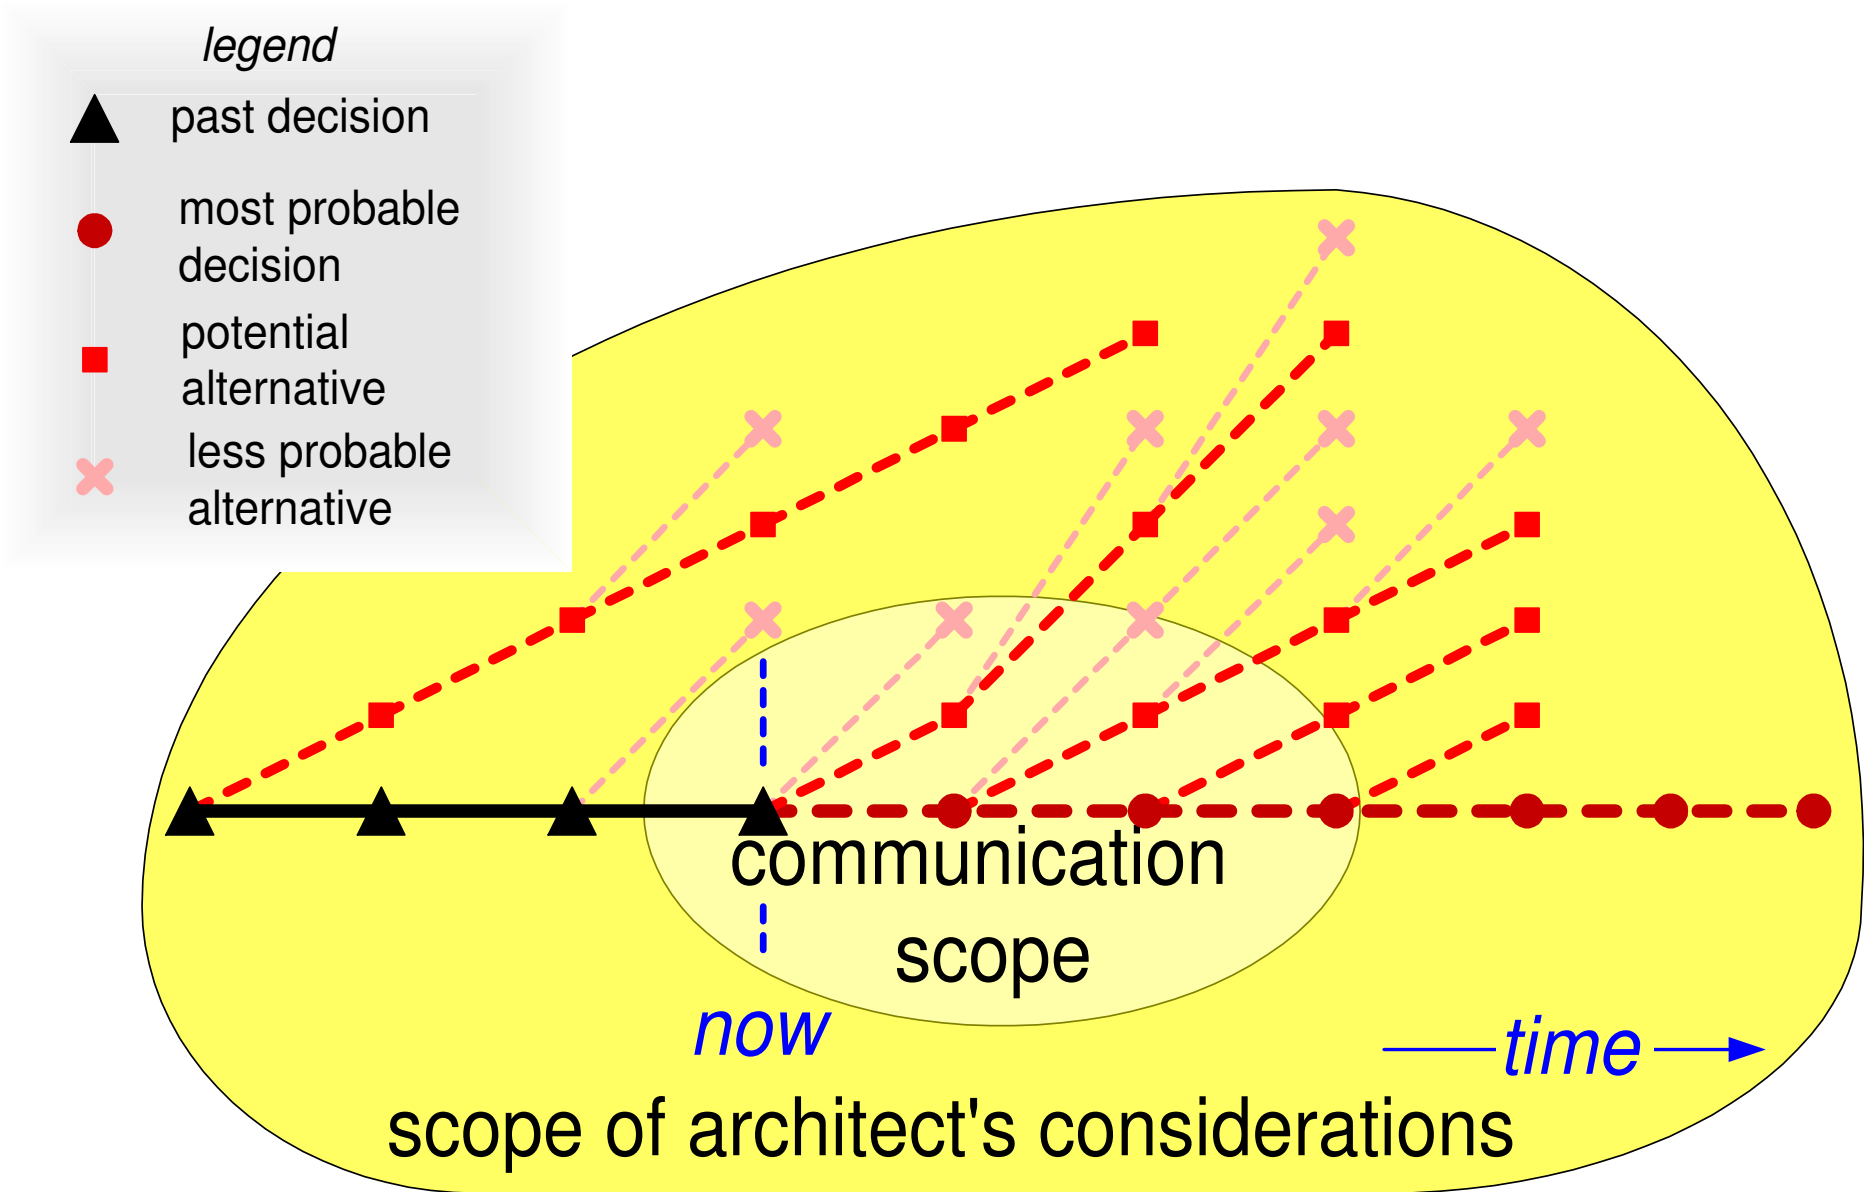 legend
past decision
most probable
decision
potential
alternative
less probable
alternative
communication
scope
now
time
scope of architect's considerations